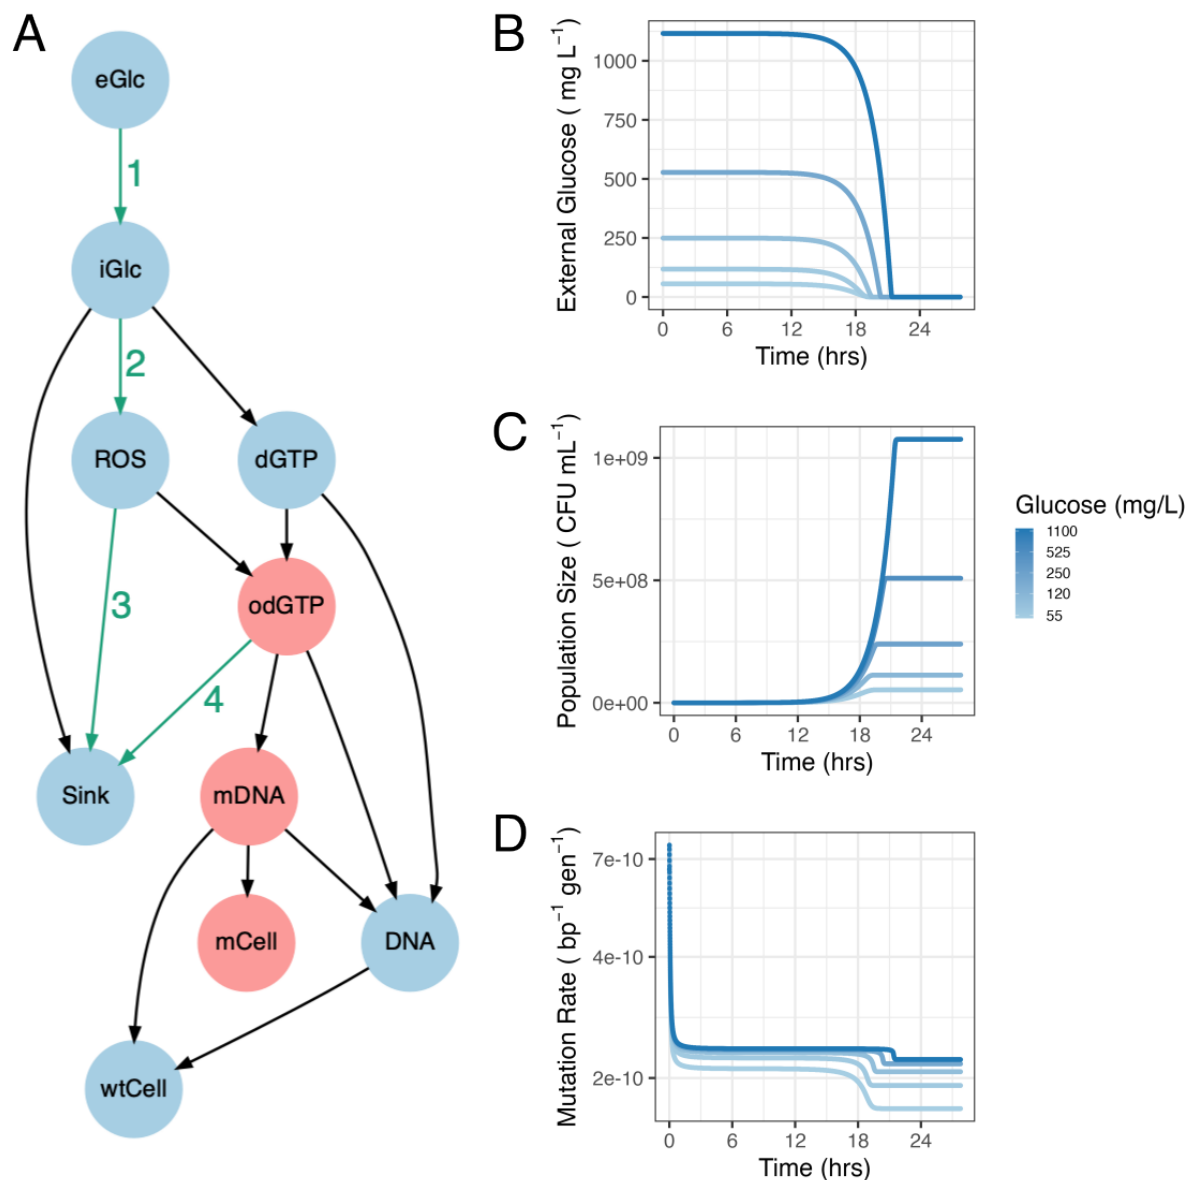 A
eGlc
1
iGlc
2
ROS
dGTP
odGTP
3
4
Sink
mDNA
mCell
DNA
wtCell
B
External Glucose ( mg L⁻¹)
1000
750
500
250
0
0 6 12 18 24
Time (hrs)
C
Population Size ( CFU mL⁻¹)
1e+09
5e+08
0e+00
0 6 12 18 24
Time (hrs)
Glucose (mg/L)
1100
525
250
120
55
D
Mutation Rate ( bp⁻¹ gen⁻¹)
7e-10
4e-10
2e-10
0 6 12 18 24
Time (hrs)